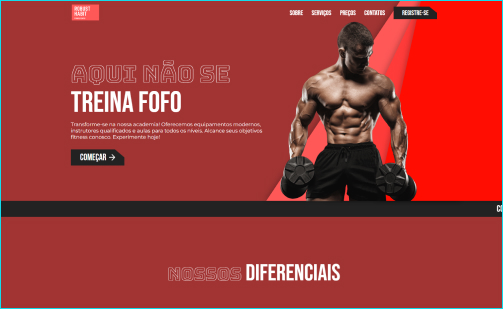 ROBUST
HABIT
SOBRE SERVIÇOS PREÇOS CONTATOS REGISTRE-SE
AQUI NÃO SE
TREINA FOFO
Transforme-se na nossa academia! Oferecemos equipamentos modernos,
instrutores qualificados e aulas para todos os níveis. Alcance seus objetivos
fitness conosco. Experimente hoje!
COMEÇAR →
CO
NOSSOS DIFERENCIAIS